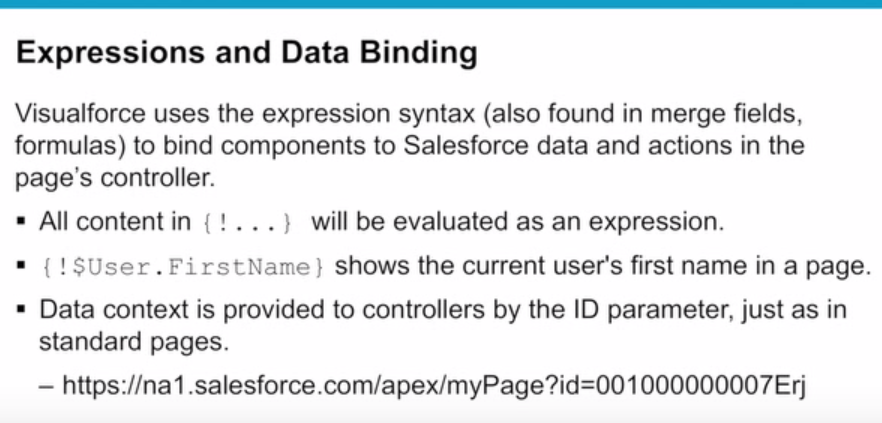 Expressions and Data Binding
Visualforce uses the expression syntax (also found in merge fields,
formulas) to bind components to Salesforce data and actions in the
page's controller.
▪ All content in {!...} will be evaluated as an expression.
▪ {!$User.FirstName} shows the current user's first name in a page.
▪ Data context is provided to controllers by the ID parameter, just as in
standard pages.
– https://na1.salesforce.com/apex/myPage?id=001000000007Erj